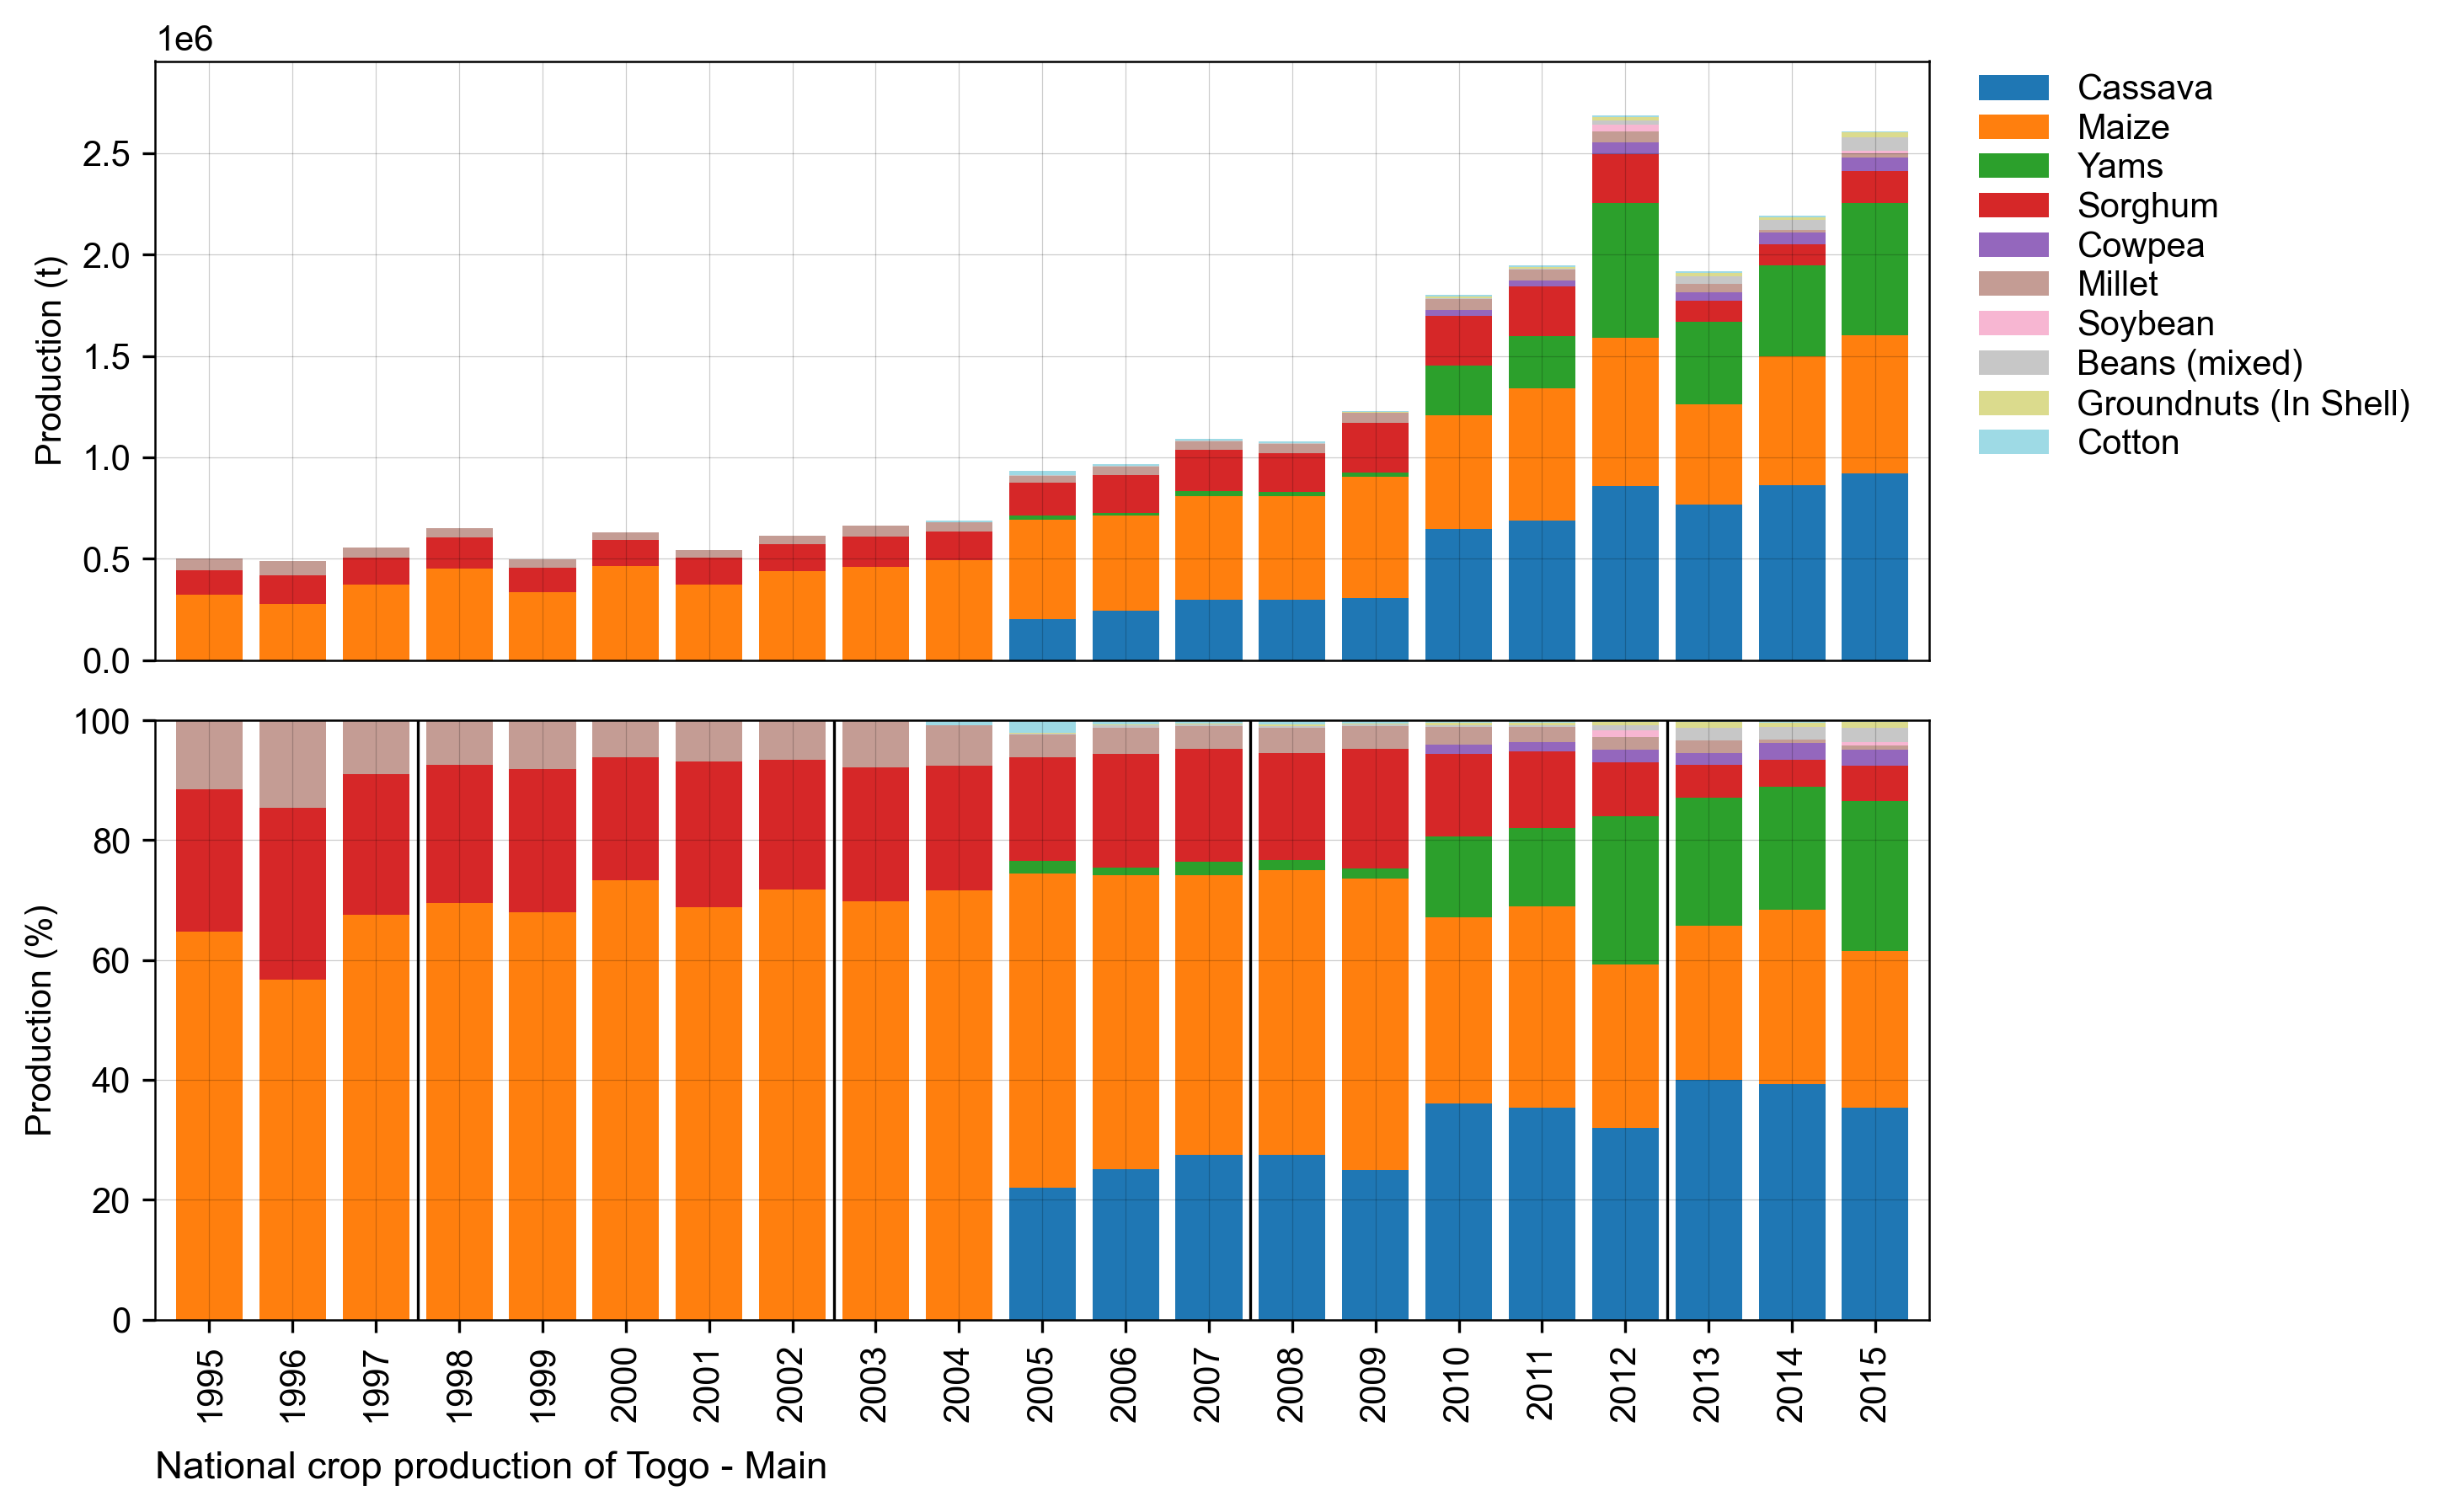 1e6
Production (t)
2.5
2.0
1.5
1.0
0.5
0.0
Cassava
Maize
Yams
Sorghum
Cowpea
Millet
Soybean
Beans (mixed)
Groundnuts (In Shell)
Cotton
Production (%)
100
80
60
40
20
0
1995
1996
1997
1998
1999
2000
2001
2002
2003
2004
2005
2006
2007
2008
2009
2010
2011
2012
2013
2014
2015
National crop production of Togo - Main